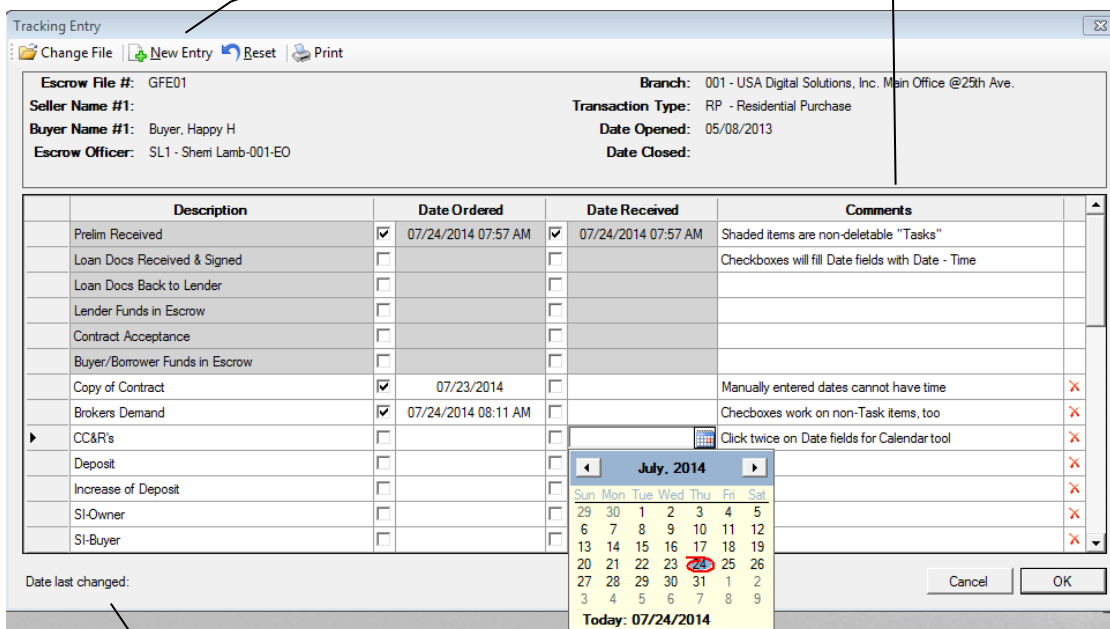 Tracking Entry
Change File New Entry Reset Print
Escrow File #: GFE01 Branch: 001 - USA Digital Solutions, Inc. Main Office @25th Ave.
Seller Name #1: Transaction Type: RP - Residential Purchase
Buyer Name #1: Buyer, Happy H Date Opened: 05/08/2013
Escrow Officer: SL1 - Sherri Lamb-001-EO Date Closed:
Description Date Ordered Date Received Comments
Prelim Received 07/24/2014 07:57 AM 07/24/2014 07:57 AM Shaded items are non-deletable "Tasks"
Loan Docs Received & Signed Checkboxes will fill Date fields with Date - Time
Loan Docs Back to Lender
Lender Funds in Escrow
Contract Acceptance
Buyer/Borrower Funds in Escrow
Copy of Contract 07/23/2014 Manually entered dates cannot have time
Brokers Demand 07/24/2014 08:11 AM Checboxes work on non-Task items, too
CC&R's Click twice on Date fields for Calendar tool
Deposit
Increase of Deposit
SI-Owner
SI-Buyer
July, 2014
Sun Mon Tue Wed Thu Fri Sat
29 30 1 2 3 4 5
6 7 8 9 10 11 12
13 14 15 16 17 18 19
20 21 22 23 24 25 26
27 28 29 30 31 1 2
3 4 5 6 7 8 9
Today: 07/24/2014
Date last changed: Cancel OK